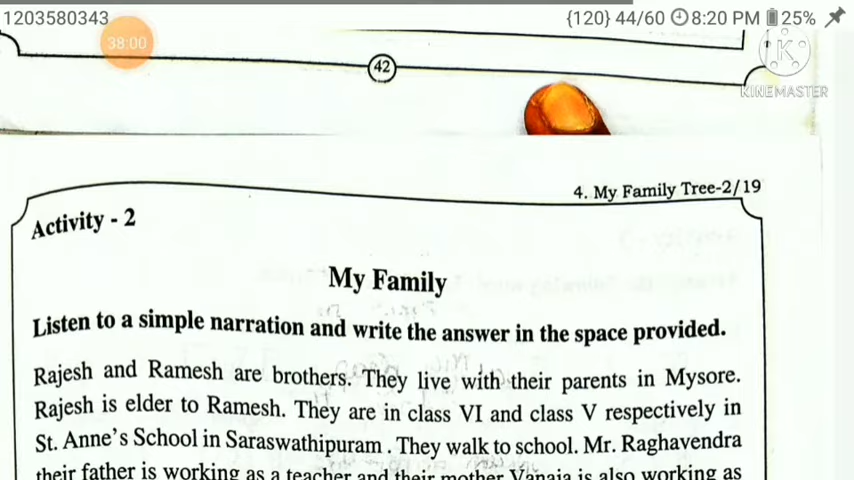 1203580343
{120} 44/60 8:20 PM 25%
38:00
42
K
KINEMASTER
4. My Family Tree-2/19
Activity - 2
My Family
Listen to a simple narration and write the answer in the space provided.
Rajesh and Ramesh are brothers. They live with their parents in Mysore.
Rajesh is elder to Ramesh. They are in class VI and class V respectively in
St. Anne's School in Saraswathipuram . They walk to school. Mr. Raghavendra
their father is working as a teacher and their mother Vanaja is also working as